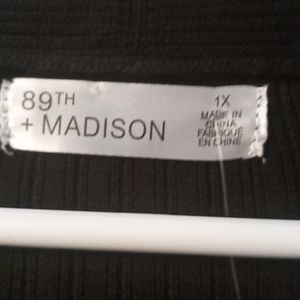 89TH
+ MADISON
1X
MADE IN
CHINA
FABRIQUÉ
EN CHINE